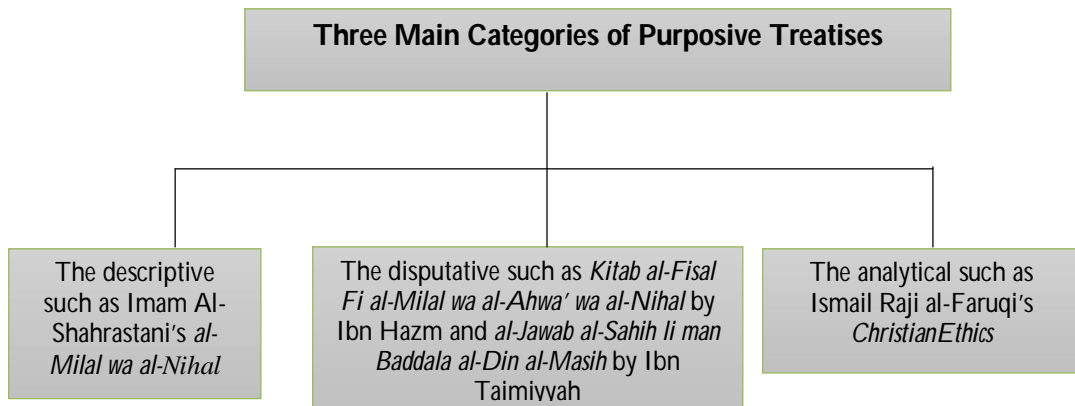 Three Main Categories of Purposive Treatises
The descriptive
such as Imam Al-
Shahrastani's al-
Milal wa al-Nihal
The disputative such as Kitab al-Fisal
Fi al-Milal wa al-Ahwa' wa al-Nihal by
Ibn Hazm and al-Jawab al-Sahih li man
Baddala al-Din al-Masih by Ibn
Taimiyyah
The analytical such as
Ismail Raji al-Faruqi's
ChristianEthics